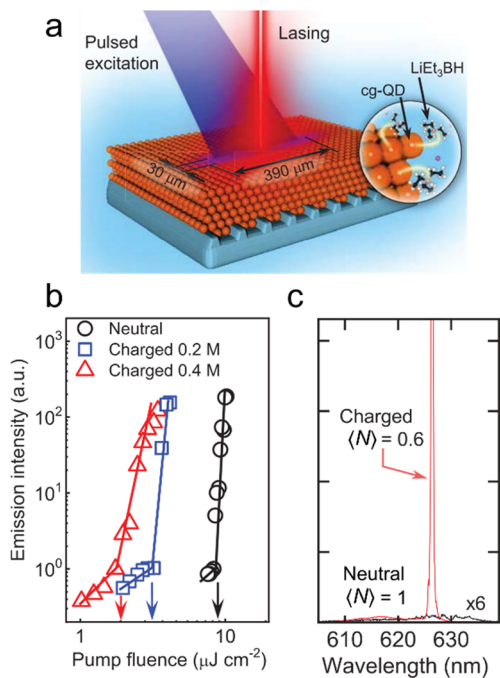 a
Pulsed
excitation
Lasing
LiEt₃BH
cg-QD
30 μm
390 μm
b
Neutral
Charged 0.2 M
Charged 0.4 M
Emission intensity (a.u.)
10³
10²
10¹
10⁰
1
10
Pump fluence (μJ cm⁻²)
c
Charged
⟨N⟩ = 0.6
Neutral
⟨N⟩ = 1
x6
610 620 630
Wavelength (nm)